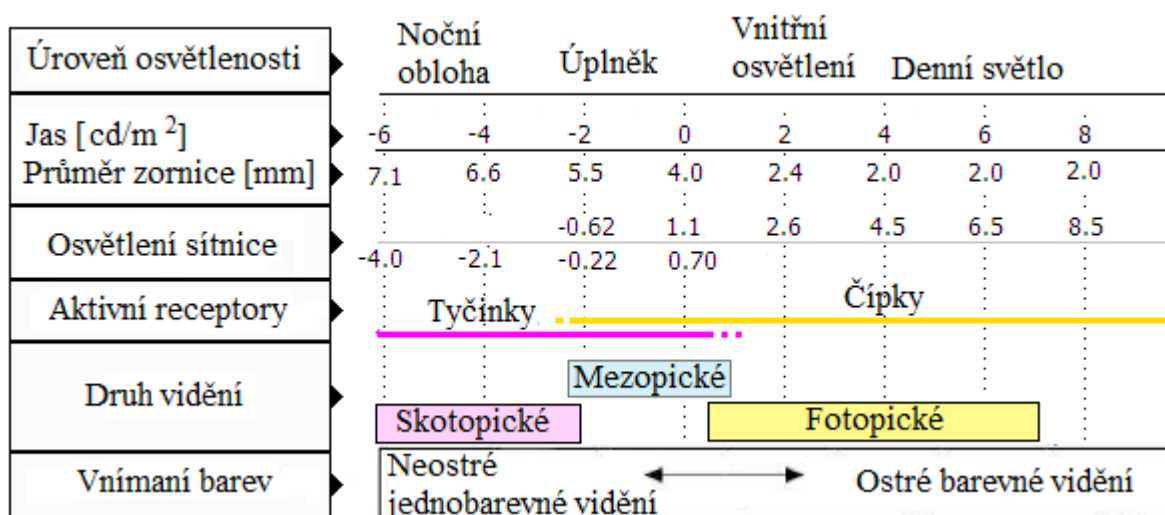 Úroveň osvětlenosti
Noční
obloha
Úplněk
Vnitřní
osvětlení
Denní světlo
Jas [cd/m ²]
-6 -4 -2 0 2 4 6 8
Průměr zornice [mm]
7.1 6.6 5.5 4.0 2.4 2.0 2.0 2.0
Osvětlení sítnice
-0.62 1.1 2.6 4.5 6.5 8.5
-4.0 -2.1 -0.22 0.70
Aktivní receptory
Tyčínky
Čípky
Druh vidění
Mezopické
Skotopické
Fotopické
Vnímaní barev
Neostré
jednobarevné vidění
Ostré barevné vidění